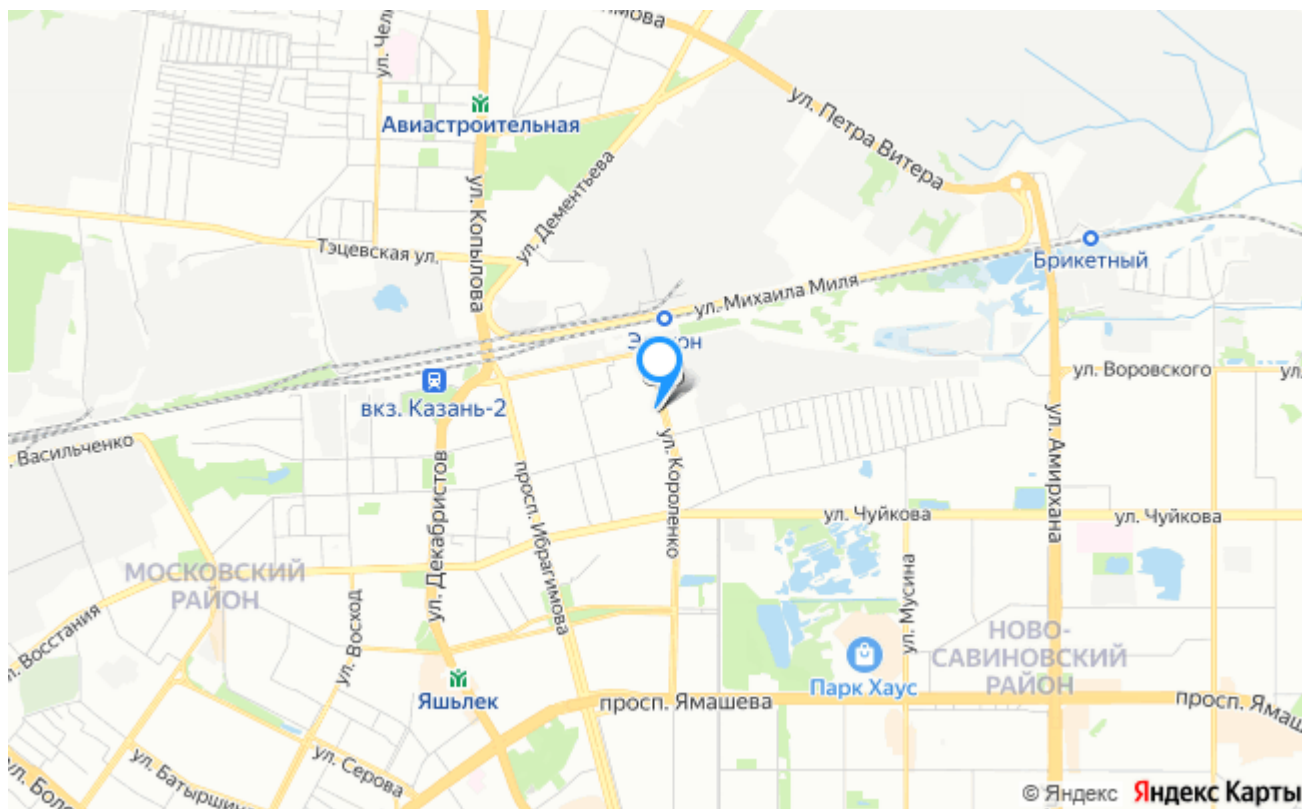 ул. Петра Витера
Авиастроительная
ул. Копылова
ул. Дементьева
Тэцевская ул.
Брикетный
ул. Михаила Миля
ул. Воровского
вкз. Казань-2
Васильченко
ул. Декабристов
просп. Ибрагимова
ул. Короленко
ул. Амирхана
ул. Чуйкова
ул. Чуйкова
МОСКОВСКИЙ
РАЙОН
ул. Восход
Восстания
ул. Мусина
НОВО-
САВИНОВСКИЙ
РАЙОН
Парк Хаус
Яшьлек
просп. Ямашева
ул. Серова
© Яндекс Яндекс Карты